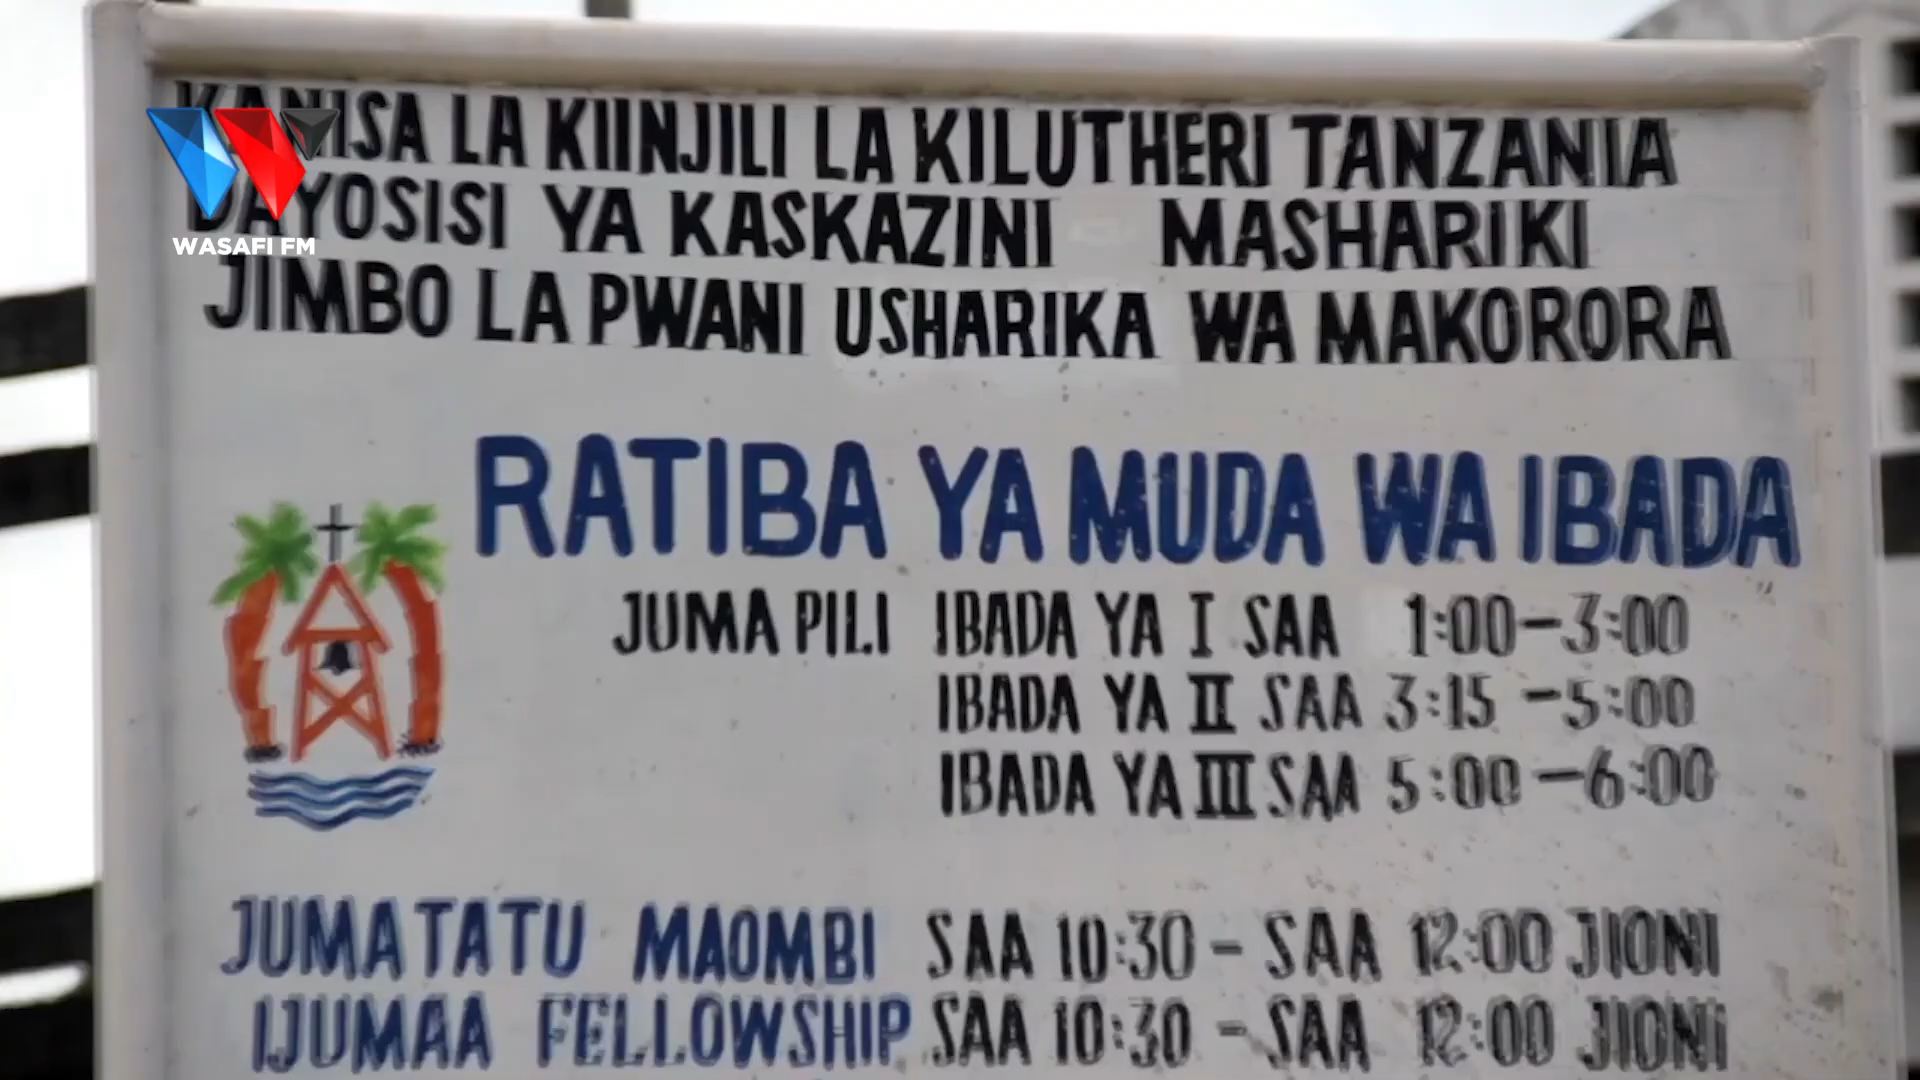 KANISA LA KIINJILI LA KILUTHERI TANZANIA
DAYOSISI YA KASKAZINI MASHARIKI
WASAFI FM
JIMBO LA PWANI USHARIKA WA MAKORORA
RATIBA YA MUDA WA IBADA
JUMA PILI IBADA YA I SAA 1:00-3:00
IBADA YA II SAA 3:15 -5:00
IBADA YA III SAA 5:00 -6:00
JUMATATU MAOMBI SAA 10:30 - SAA 12:00 JIONI
IJUMAA FELLOWSHIP SAA 10:30 - SAA 12:00 JIONI